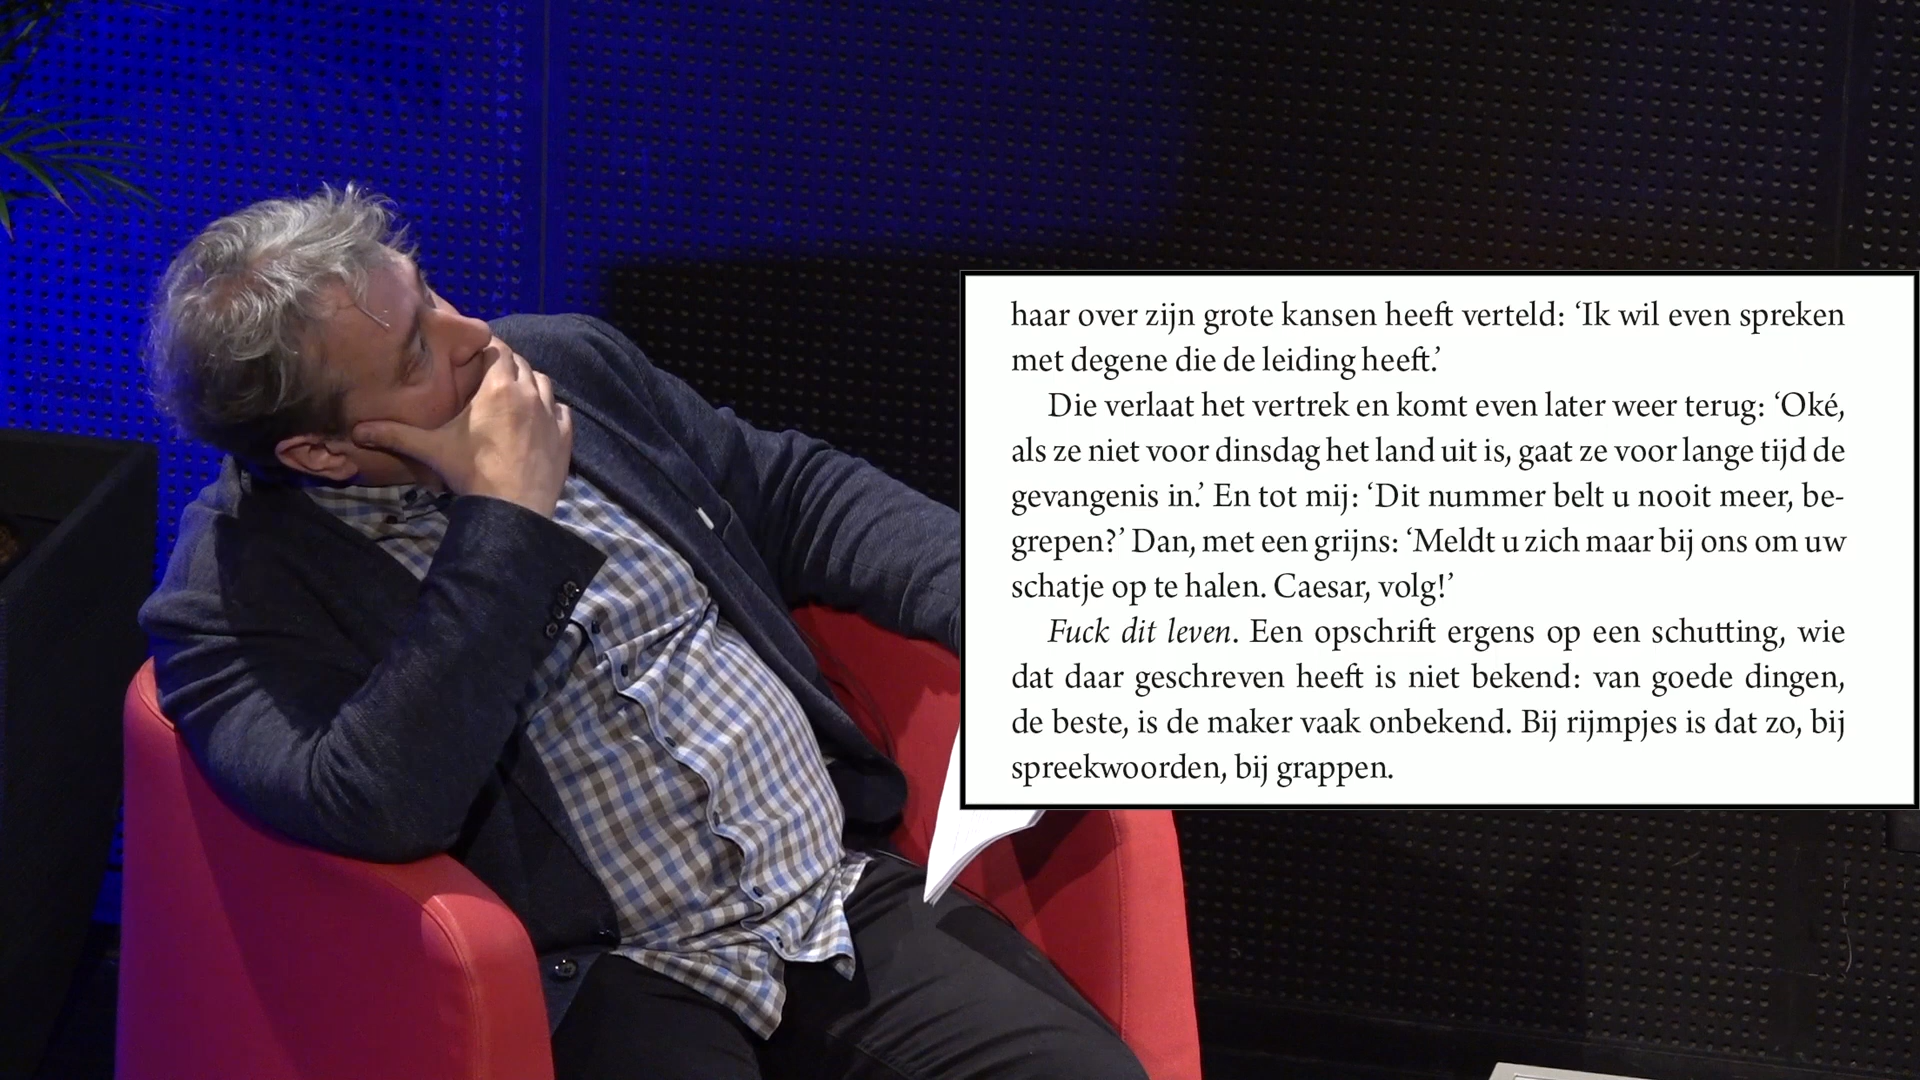 haar over zijn grote kansen heeft verteld: ‘Ik wil even spreken
met degene die de leiding heeft.’
Die verlaat het vertrek en komt even later weer terug: ‘Oké,
als ze niet voor dinsdag het land uit is, gaat ze voor lange tijd de
gevangenis in.’ En tot mij: ‘Dit nummer belt u nooit meer, be-
grepen?’ Dan, met een grijns: ‘Meldt u zich maar bij ons om uw
schatje op te halen. Caesar, volg!’
Fuck dit leven. Een opschrift ergens op een schutting, wie
dat daar geschreven heeft is niet bekend: van goede dingen,
de beste, is de maker vaak onbekend. Bij rijmpjes is dat zo, bij
spreekwoorden, bij grappen.